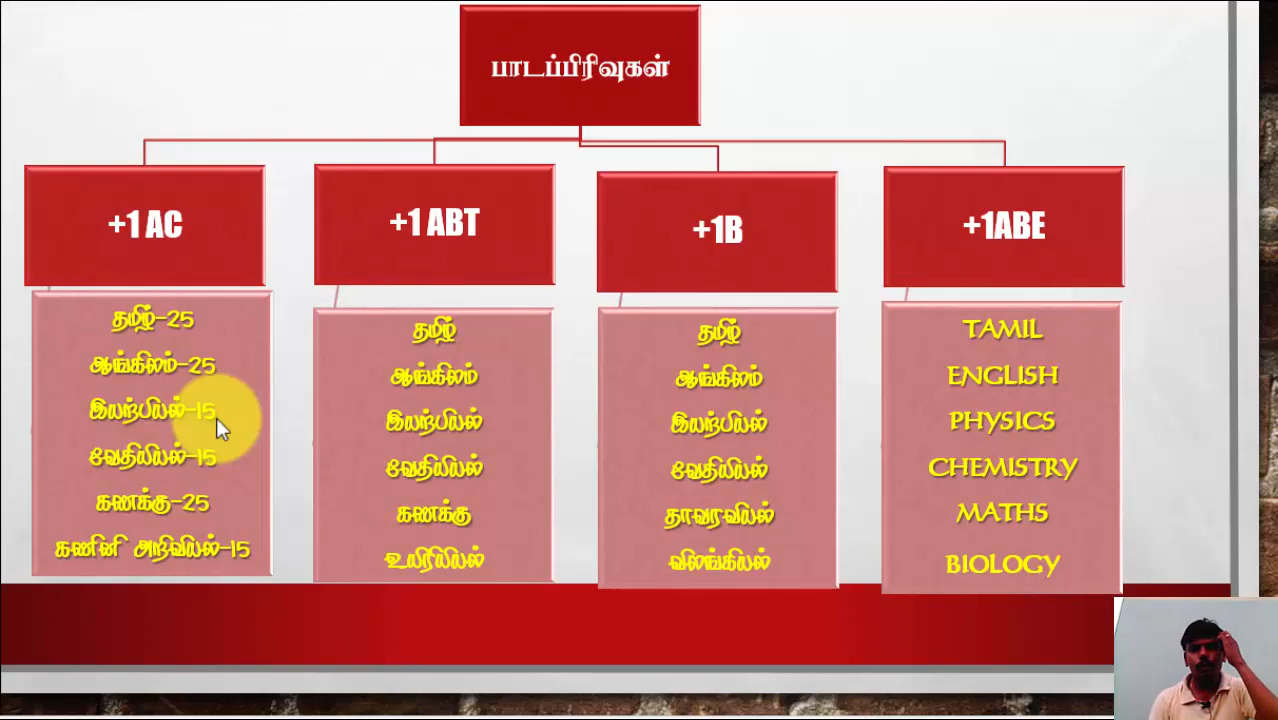 பாடப்பிரிவுகள்
+1 AC
தமிழ்-25
ஆங்கிலம்-25
இயற்பியல்-15
வேதியியல்-15
கணக்கு-25
கணினி அறிவியல்-15
+1 ABT
தமிழ்
ஆங்கிலம்
இயற்பியல்
வேதியியல்
கணக்கு
உயிரியியல்
+1B
தமிழ்
ஆங்கிலம்
இயற்பியல்
வேதியியல்
தாவரவியல்
விலங்கியல்
+1ABE
TAMIL
ENGLISH
PHYSICS
CHEMISTRY
MATHS
BIOLOGY